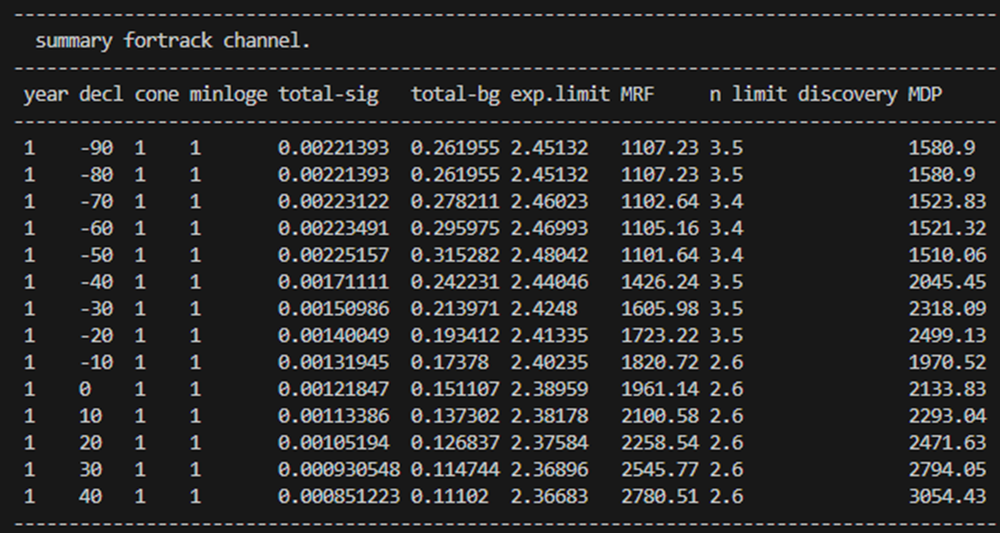 summary fortrack channel.
year decl cone minloge total-sig total-bg exp.limit MRF n limit discovery MDP
1 -90 1 1 0.00221393 0.261955 2.45132 1107.23 3.5 1580.9
1 -80 1 1 0.00221393 0.261955 2.45132 1107.23 3.5 1580.9
1 -70 1 1 0.00223122 0.278211 2.46023 1102.64 3.4 1523.83
1 -60 1 1 0.00223491 0.295975 2.46993 1105.16 3.4 1521.32
1 -50 1 1 0.00225157 0.315282 2.48042 1101.64 3.4 1510.06
1 -40 1 1 0.00171111 0.242231 2.44046 1426.24 3.5 2045.45
1 -30 1 1 0.00150986 0.213971 2.4248 1605.98 3.5 2318.09
1 -20 1 1 0.00140049 0.193412 2.41335 1723.22 3.5 2499.13
1 -10 1 1 0.00131945 0.17378 2.40235 1820.72 2.6 1970.52
1 0 1 1 0.00121847 0.151107 2.38959 1961.14 2.6 2133.83
1 10 1 1 0.00113386 0.137302 2.38178 2100.58 2.6 2293.04
1 20 1 1 0.00105194 0.126837 2.37584 2258.54 2.6 2471.63
1 30 1 1 0.000930548 0.114744 2.36896 2545.77 2.6 2794.05
1 40 1 1 0.000851223 0.11102 2.36683 2780.51 2.6 3054.43